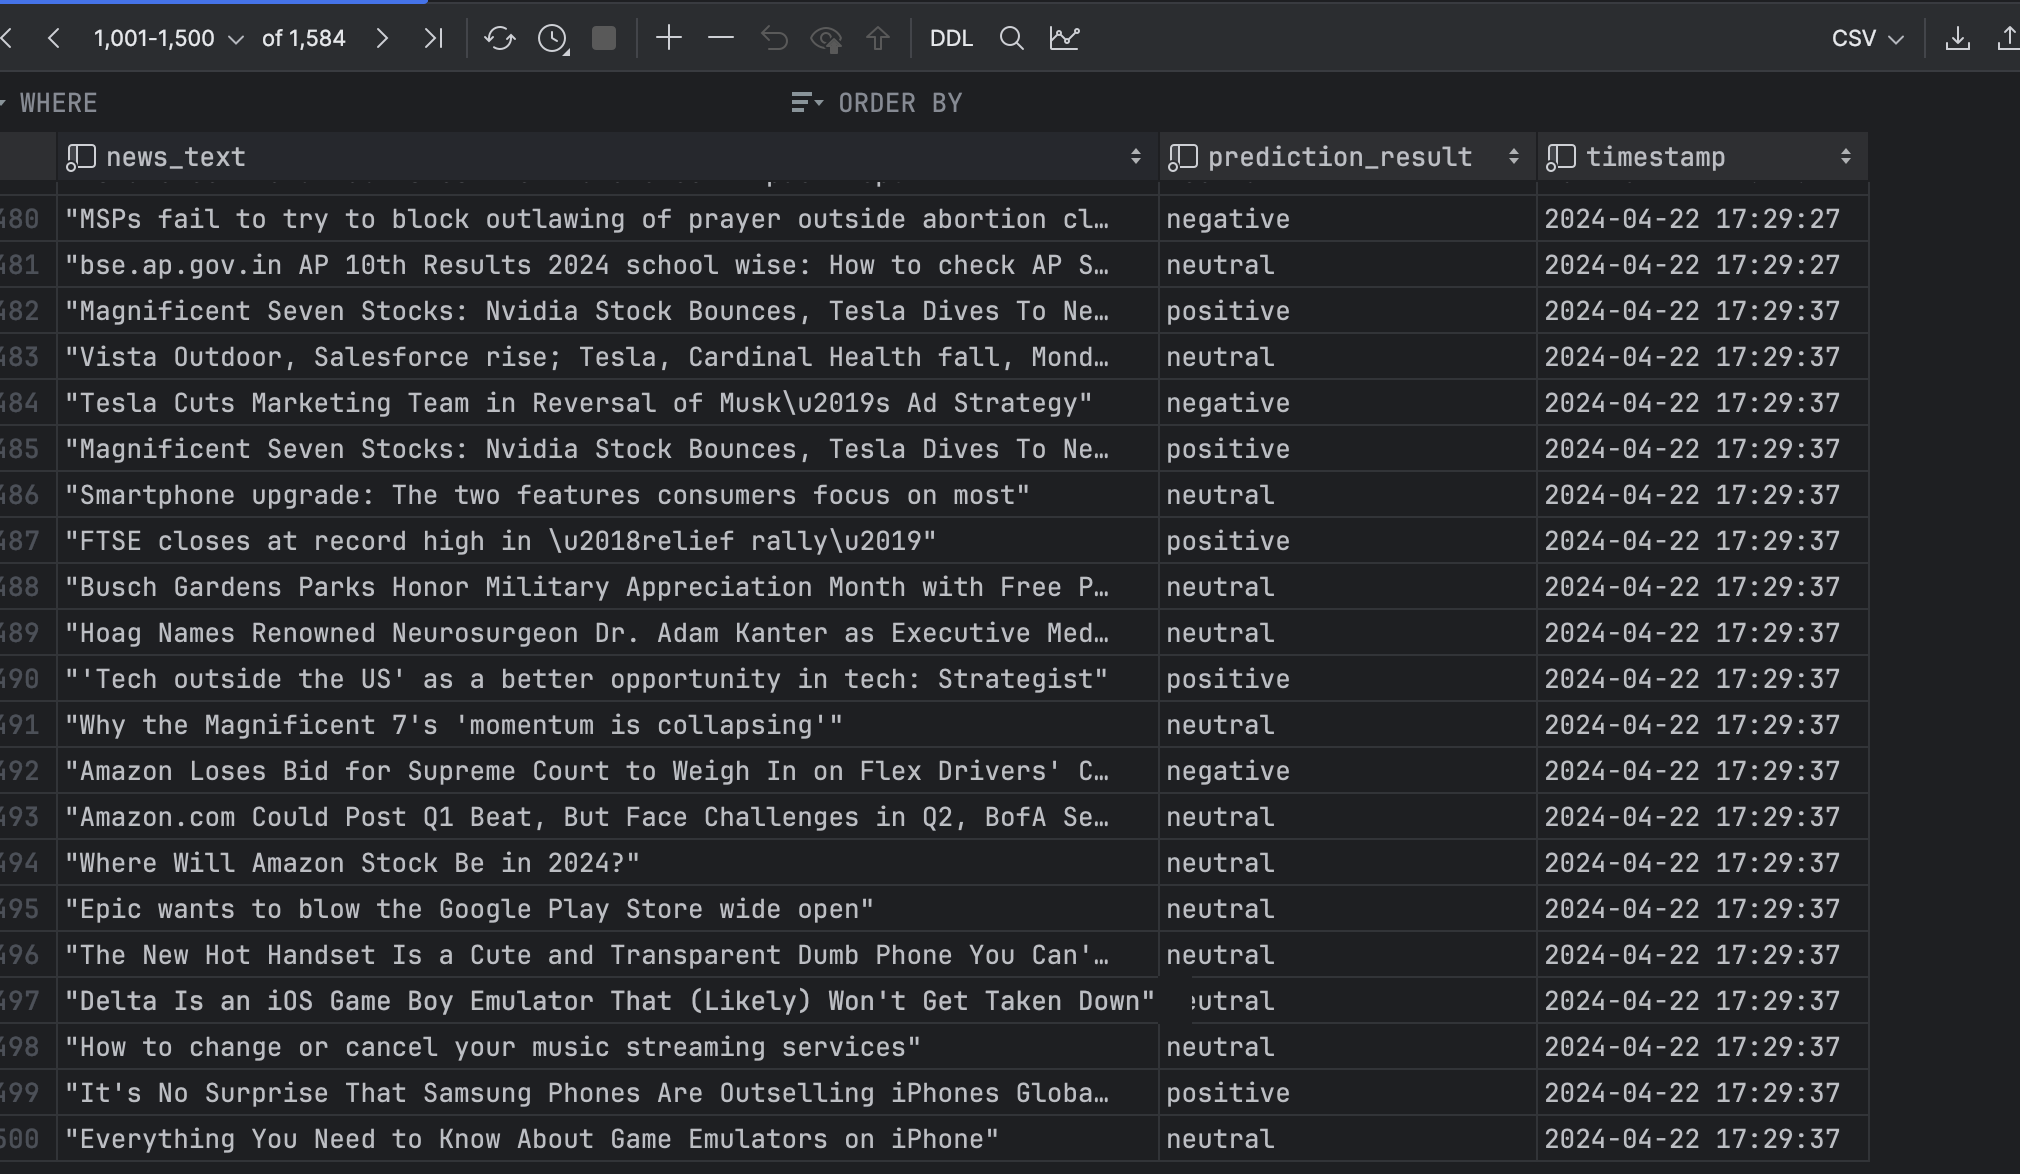 1,001-1,500 of 1,584 DDL CSV
WHERE ORDER BY
news_text prediction_result timestamp
480 "MSPs fail to try to block outlawing of prayer outside abortion cl… negative 2024-04-22 17:29:27
481 "bse.ap.gov.in AP 10th Results 2024 school wise: How to check AP S… neutral 2024-04-22 17:29:27
482 "Magnificent Seven Stocks: Nvidia Stock Bounces, Tesla Dives To Ne… positive 2024-04-22 17:29:37
483 "Vista Outdoor, Salesforce rise; Tesla, Cardinal Health fall, Mond… neutral 2024-04-22 17:29:37
484 "Tesla Cuts Marketing Team in Reversal of Musk\u2019s Ad Strategy" negative 2024-04-22 17:29:37
485 "Magnificent Seven Stocks: Nvidia Stock Bounces, Tesla Dives To Ne… positive 2024-04-22 17:29:37
486 "Smartphone upgrade: The two features consumers focus on most" neutral 2024-04-22 17:29:37
487 "FTSE closes at record high in \u2018relief rally\u2019" positive 2024-04-22 17:29:37
488 "Busch Gardens Parks Honor Military Appreciation Month with Free P… neutral 2024-04-22 17:29:37
489 "Hoag Names Renowned Neurosurgeon Dr. Adam Kanter as Executive Med… neutral 2024-04-22 17:29:37
490 "'Tech outside the US' as a better opportunity in tech: Strategist" positive 2024-04-22 17:29:37
491 "Why the Magnificent 7's 'momentum is collapsing'" neutral 2024-04-22 17:29:37
492 "Amazon Loses Bid for Supreme Court to Weigh In on Flex Drivers' C… negative 2024-04-22 17:29:37
493 "Amazon.com Could Post Q1 Beat, But Face Challenges in Q2, BofA Se… neutral 2024-04-22 17:29:37
494 "Where Will Amazon Stock Be in 2024?" neutral 2024-04-22 17:29:37
495 "Epic wants to blow the Google Play Store wide open" neutral 2024-04-22 17:29:37
496 "The New Hot Handset Is a Cute and Transparent Dumb Phone You Can'… neutral 2024-04-22 17:29:37
497 "Delta Is an iOS Game Boy Emulator That (Likely) Won't Get Taken Down" eutral 2024-04-22 17:29:37
498 "How to change or cancel your music streaming services" neutral 2024-04-22 17:29:37
499 "It's No Surprise That Samsung Phones Are Outselling iPhones Globa… positive 2024-04-22 17:29:37
500 "Everything You Need to Know About Game Emulators on iPhone" neutral 2024-04-22 17:29:37